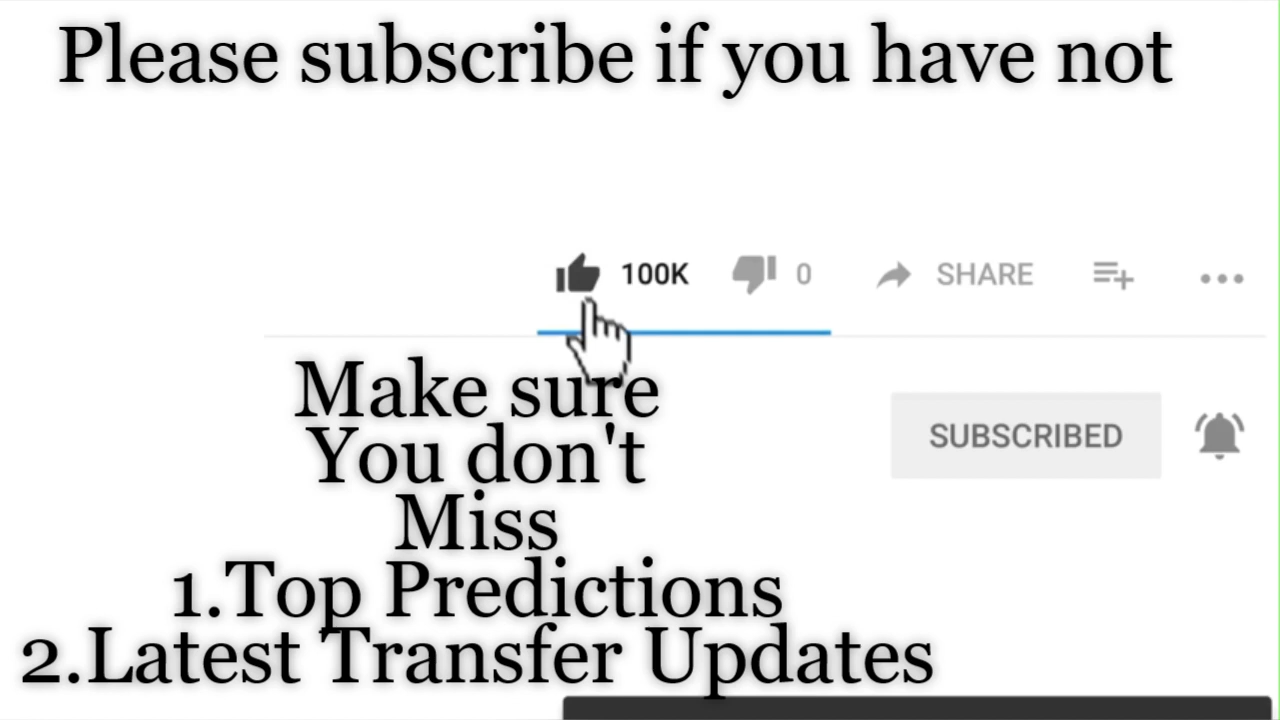 Please subscribe if you have not
100K 0 SHARE
Make sure
You don't
SUBSCRIBED
Miss
1.Top Predictions
2.Latest Transfer Updates